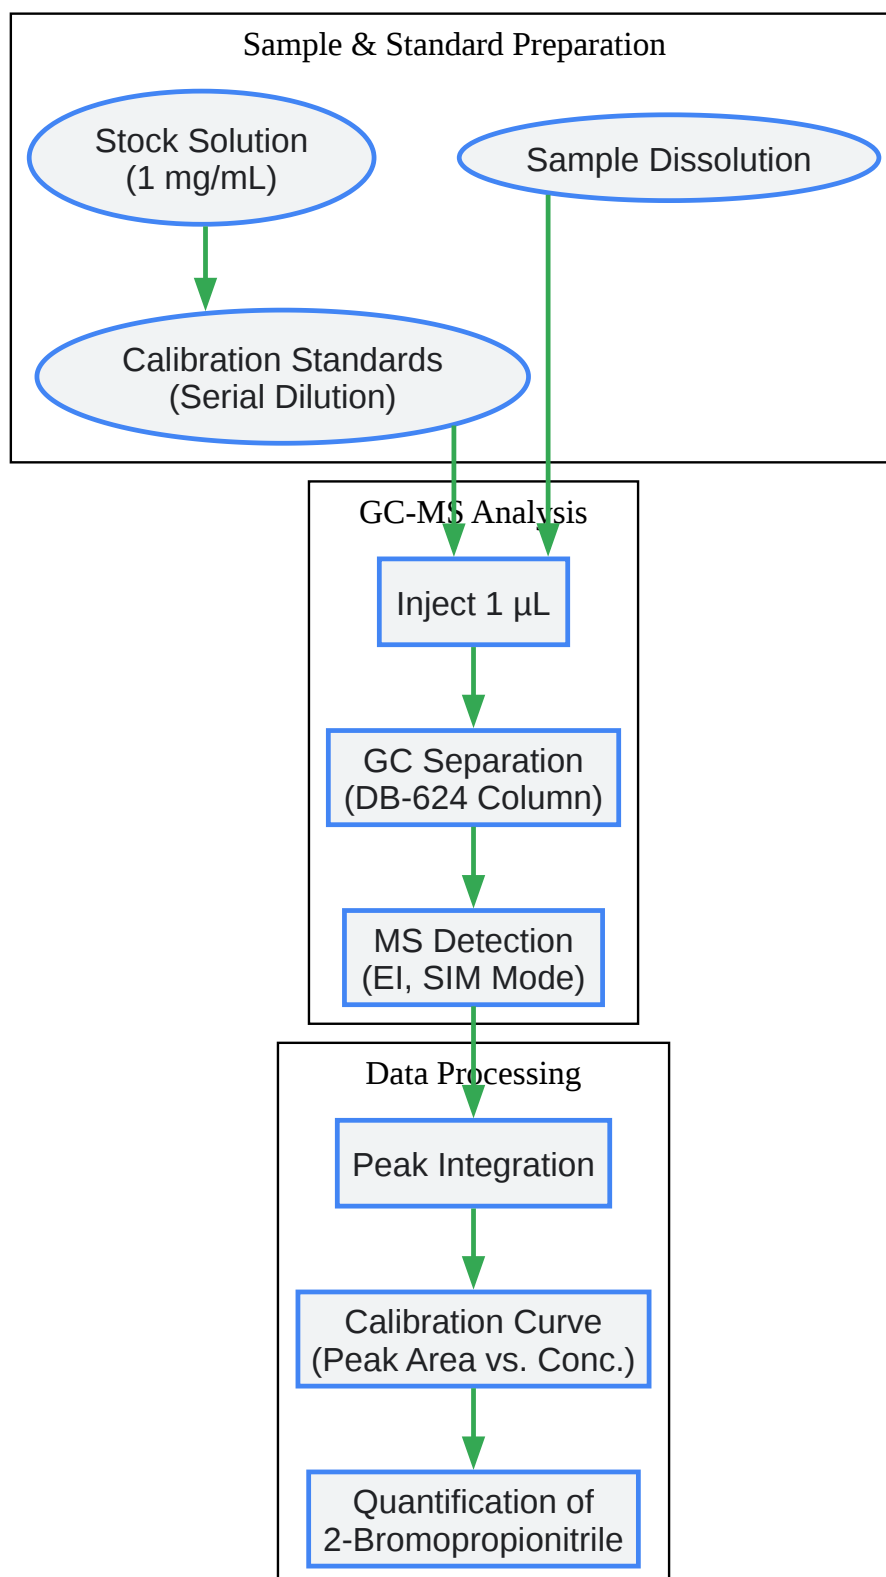 Sample & Standard Preparation
Stock Solution
(1 mg/mL)
Sample Dissolution
Calibration Standards
(Serial Dilution)
GC-MS Analysis
Inject 1 µL
GC Separation
(DB-624 Column)
MS Detection
(EI, SIM Mode)
Data Processing
Peak Integration
Calibration Curve
(Peak Area vs. Conc.)
Quantification of
2-Bromopropionitrile